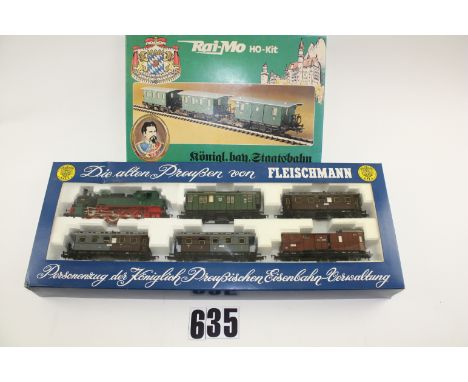 Rai-Mo HO-Kit
Königl. bay. Staatsbahn
Die alten Preußen von FLEISCHMANN
Personenzug der Königlich Preußischen Eisenbahn-Verwaltung
635